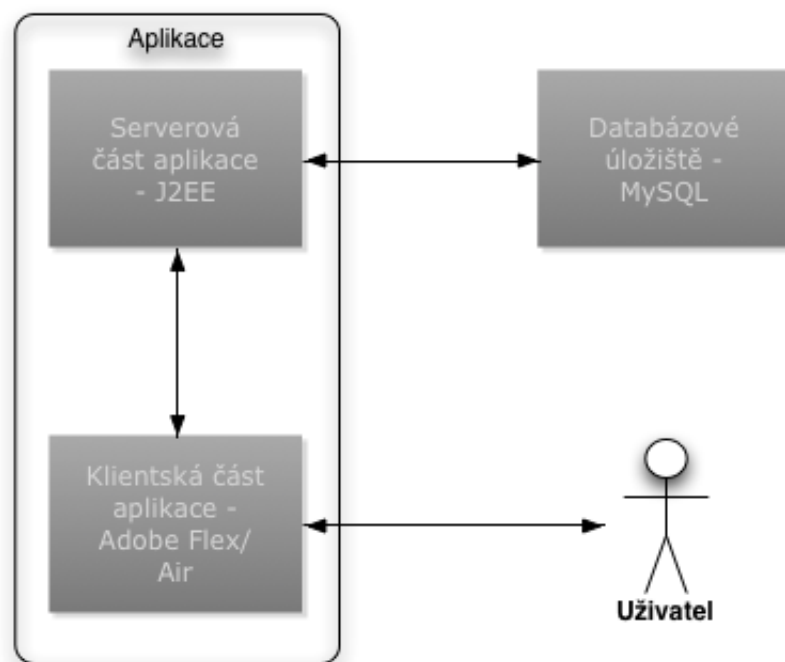 Aplikace
Serverová
část aplikace
- J2EE
Databázové
úložiště -
MySQL
Klientská část
aplikace -
Adobe Flex/
Air
Uživatel